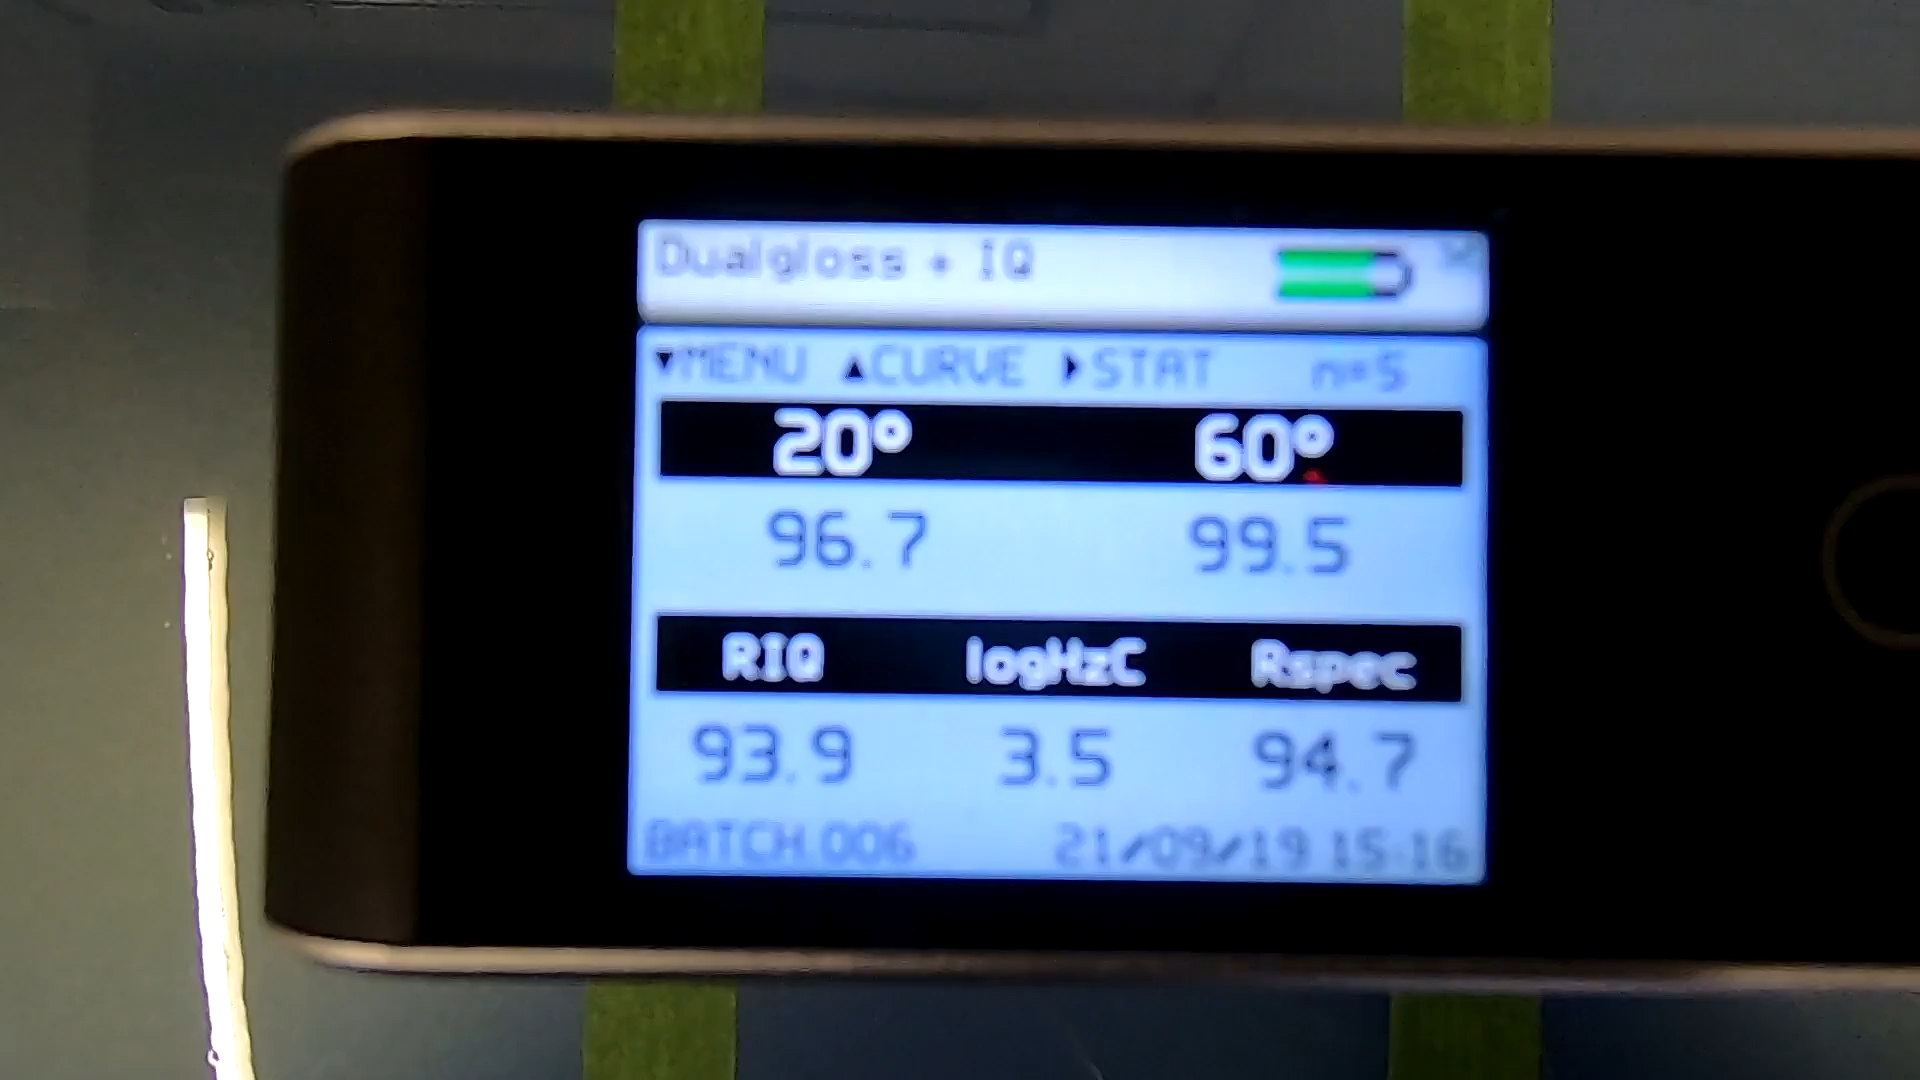 Dualgloss + IQ
▼MENU ▲CURVE ▶STAT n=5
20° 60°
96.7 99.5
RIQ logHzC Rspec
93.9 3.5 94.7
BATCH.006 21/09/19 15:16